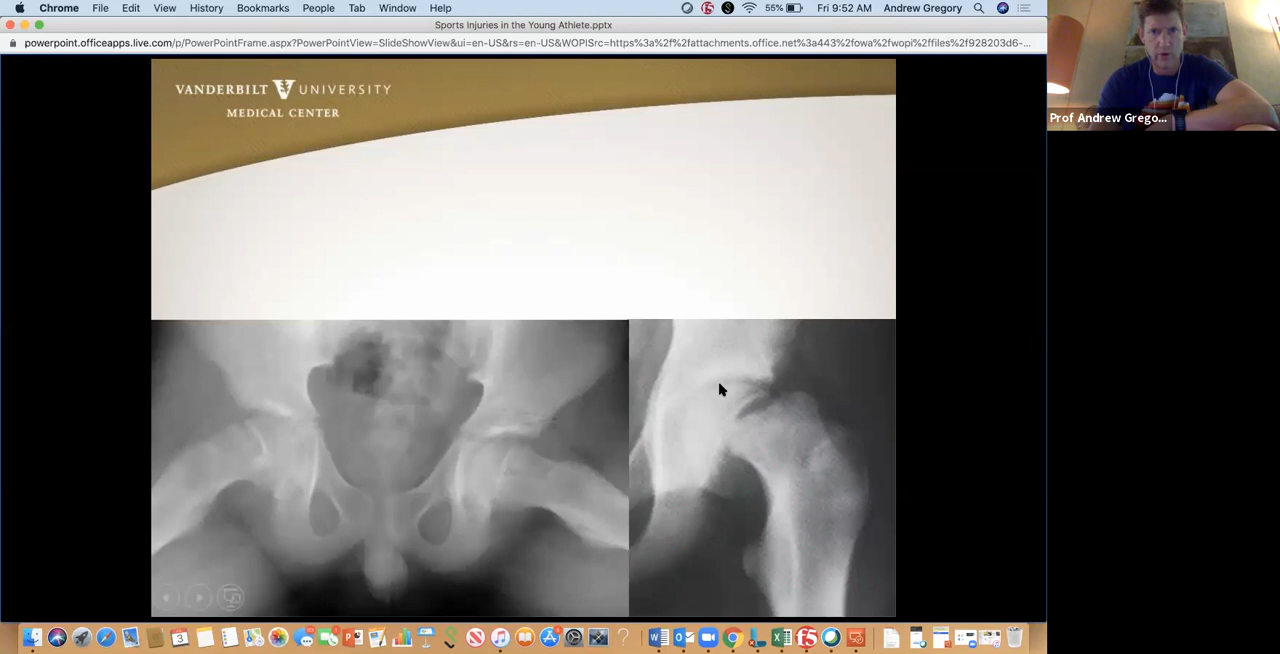 Chrome File Edit View History Bookmarks People Tab Window Help 55% Fri 9:52 AM Andrew Gregory
Sports Injuries in the Young Athlete.pptx
powerpoint.officeapps.live.com/p/PowerPointFrame.aspx?PowerPointView=SlideShowView&ui=en-US&rs=en-US&WOPISrc=https%3a%2f%2fattachments.office.net%3a443%2fowa%2fwopi%2ffiles%2f928203d6-...
Prof Andrew Grego...
VANDERBILT V UNIVERSITY
MEDICAL CENTER
3
f5